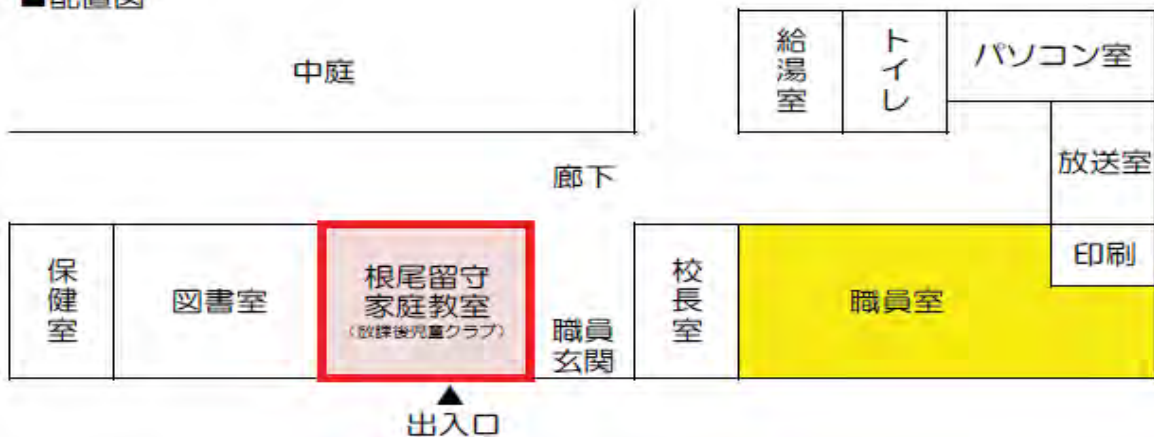 ■配置図
中庭
給湯室
トイレ
パソコン室
放送室
廊下
保健室
図書室
根尾留守
家庭教室
（放課後児童クラブ）
職員
玄関
校長室
職員室
印刷
▲
出入口